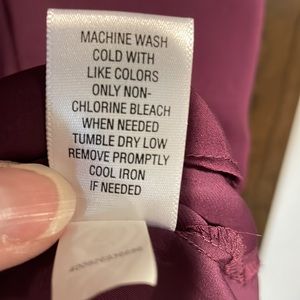 MACHINE WASH
COLD WITH
LIKE COLORS
ONLY NON-
CHLORINE BLEACH
WHEN NEEDED
TUMBLE DRY LOW
REMOVE PROMPTLY
COOL IRON
IF NEEDED